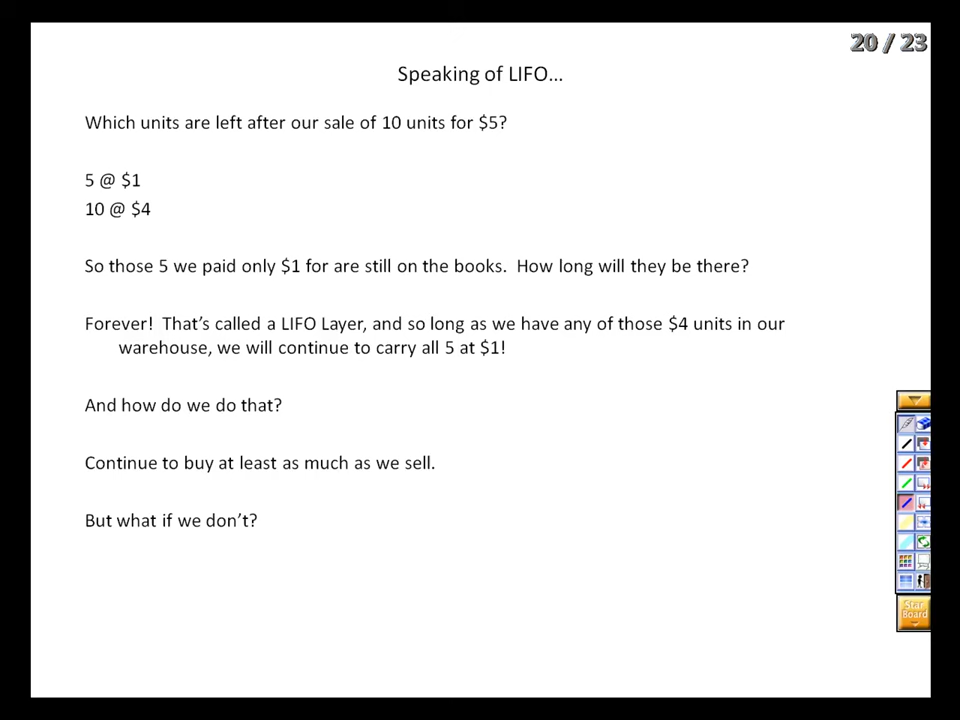 20 / 23
Speaking of LIFO…
Which units are left after our sale of 10 units for $5?
5 @ $1
10 @ $4
So those 5 we paid only $1 for are still on the books.  How long will they be there?
Forever!  That’s called a LIFO Layer, and so long as we have any of those $4 units in our
warehouse, we will continue to carry all 5 at $1!
And how do we do that?
Continue to buy at least as much as we sell.
But what if we don’t?
Star
Board